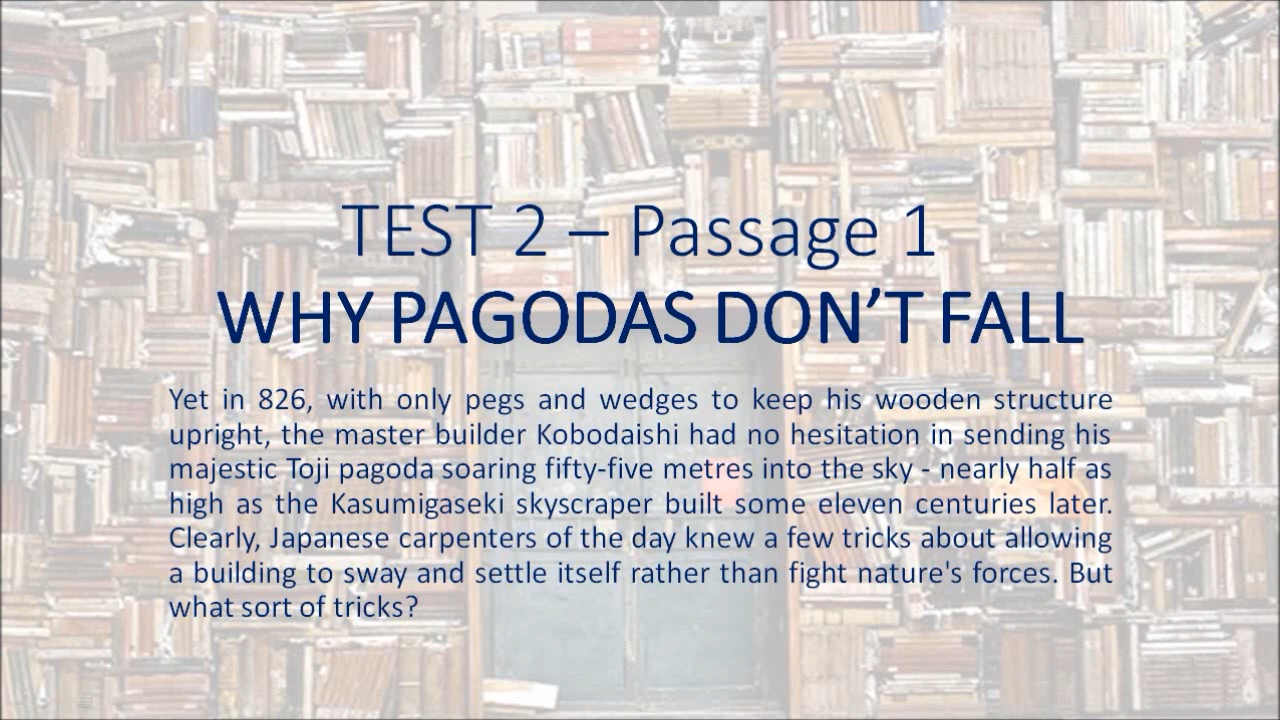 TEST 2 – Passage 1
WHY PAGODAS DON’T FALL
Yet in 826, with only pegs and wedges to keep his wooden structure
upright, the master builder Kobodaishi had no hesitation in sending his
majestic Toji pagoda soaring fifty-five metres into the sky - nearly half as
high as the Kasumigaseki skyscraper built some eleven centuries later.
Clearly, Japanese carpenters of the day knew a few tricks about allowing
a building to sway and settle itself rather than fight nature's forces. But
what sort of tricks?